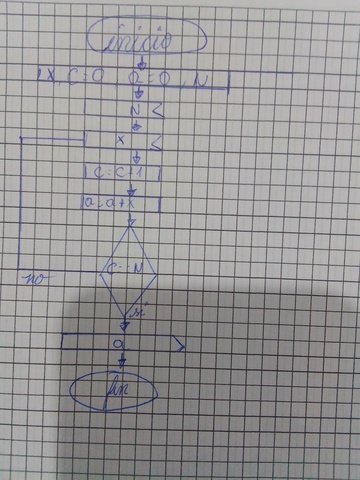 inicio
X, C=0 a=0, N
N
X
C=C+1
a=a+X
C=N
no
si
a
fin